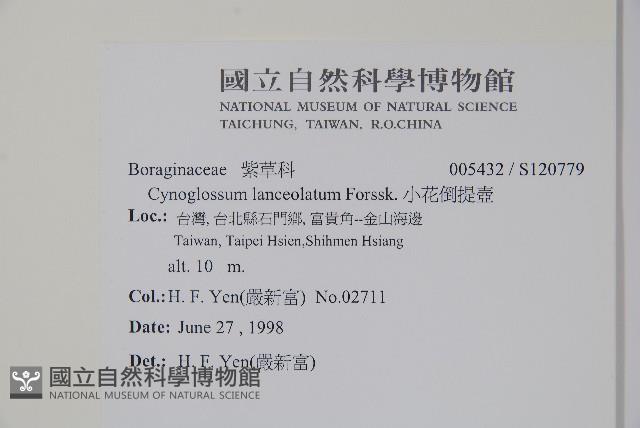 國立自然科學博物館
NATIONAL MUSEUM OF NATURAL SCIENCE
TAICHUNG, TAIWAN, R.O.CHINA
Boraginaceae 紫草科 005432 / S120779
Cynoglossum lanceolatum Forssk. 小花倒提壺
Loc.: 台灣, 台北縣石門鄉, 富貴角--金山海邊
Taiwan, Taipei Hsien,Shihmen Hsiang
alt. 10 m.
Col.: H. F. Yen(嚴新富) No.02711
Date: June 27 , 1998
Det.: H. F. Yen(嚴新富)
國立自然科學博物館
NATIONAL MUSEUM OF NATURAL SCIENCE